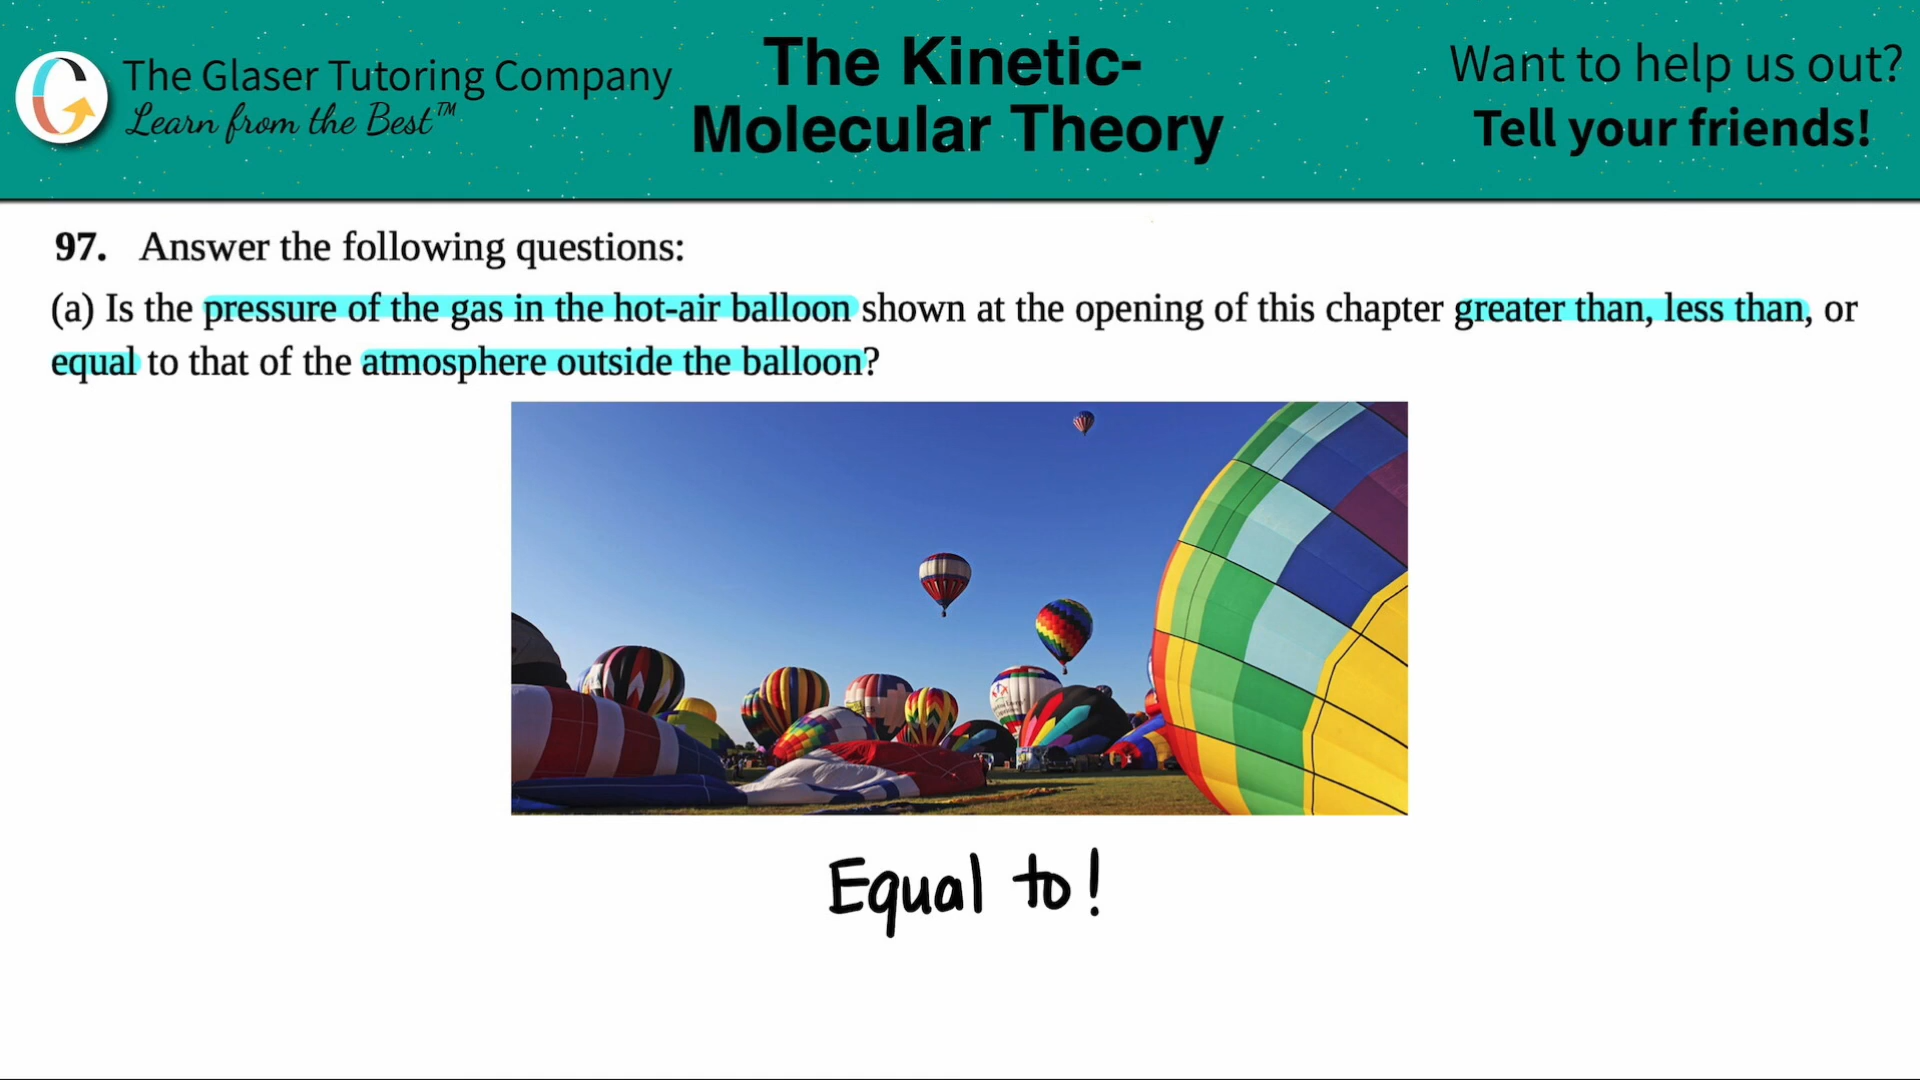 The Glaser Tutoring Company
Learn from the Best™
The Kinetic-
Molecular Theory
Want to help us out?
Tell your friends!
97. Answer the following questions:
(a) Is the pressure of the gas in the hot-air balloon shown at the opening of this chapter greater than, less than, or
equal to that of the atmosphere outside the balloon?
Equal to!